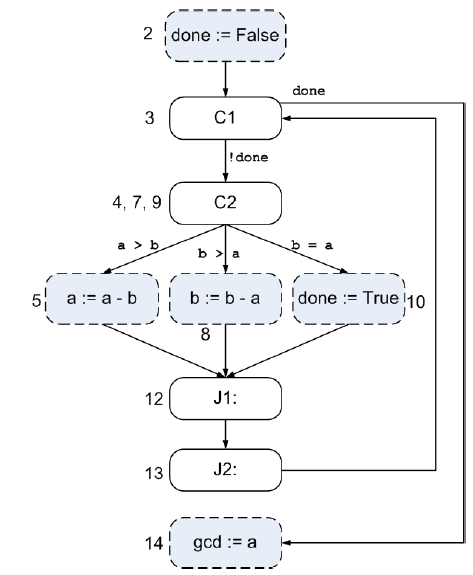 2 done := False
done
3 C1
!done
4, 7, 9 C2
a > b b > a b = a
5 a := a - b b := b - a done := True 10
8
12 J1:
13 J2:
14 gcd := a